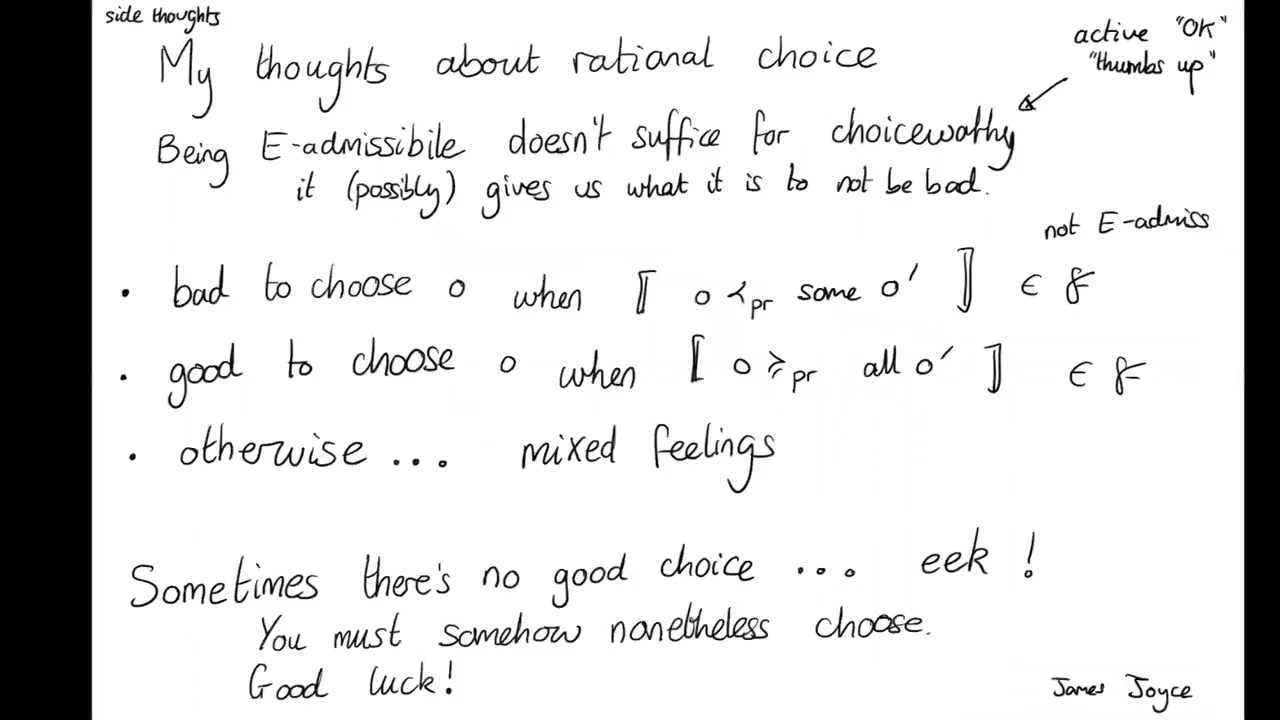 side thoughts
My thoughts about rational choice
active "OK"
"thumbs up"
Being E-admissibile doesn't suffice for choicewothy
it (possibly) gives us what it is to not be bad.
not E-admiss
• bad to choose o when ⟦ o ≺pr some o′ ⟧ ∈ F
• good to choose o when ⟦ o ≽pr all o′ ⟧ ∈ F
• otherwise ... mixed feelings
Sometimes there's no good choice ... eek !
You must somehow nonetheless choose.
Good luck!
James Joyce